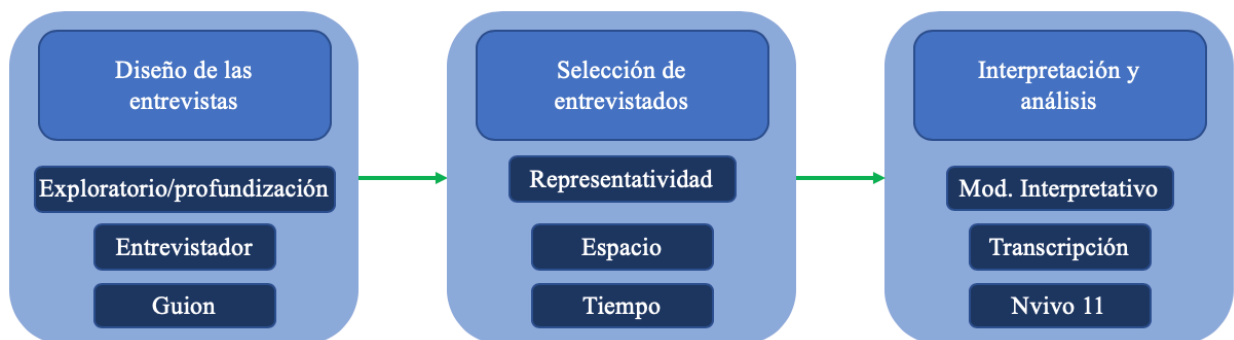 Diseño de las
entrevistas
Exploratorio/profundización
Entrevistador
Guion
Selección de
entrevistados
Representatividad
Espacio
Tiempo
Interpretación y
análisis
Mod. Interpretativo
Transcripción
Nvivo 11